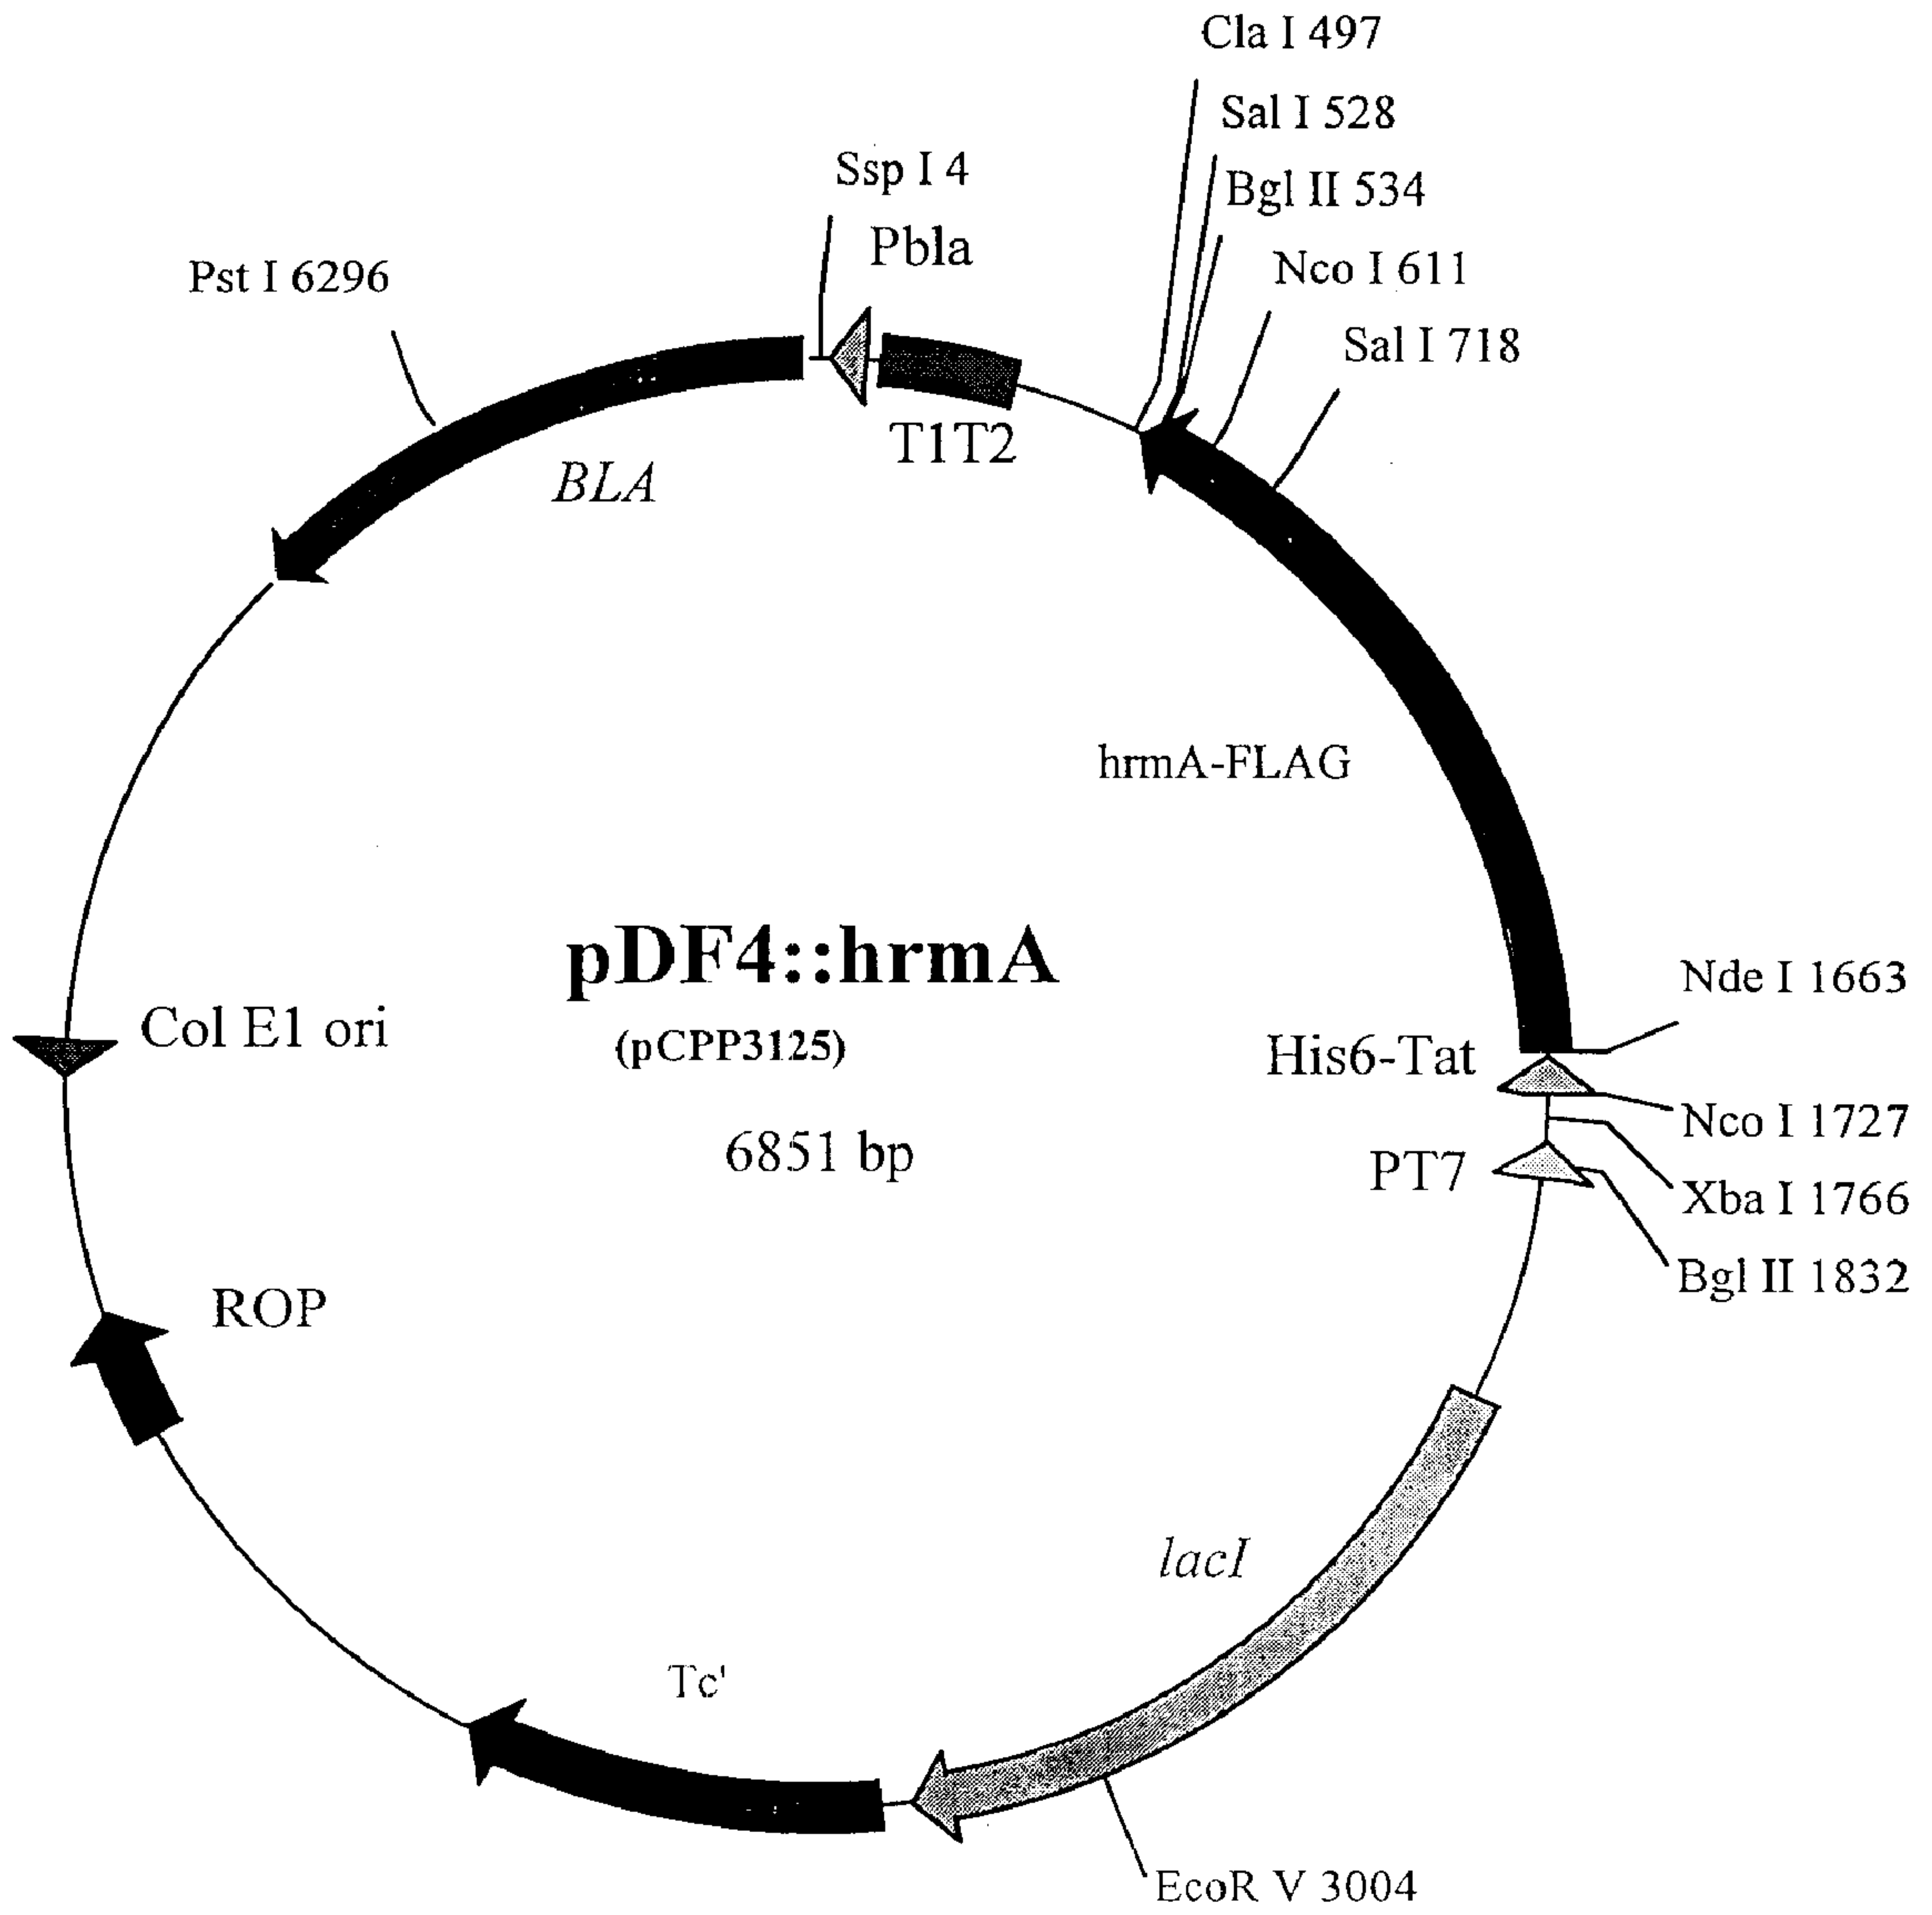 Cla I 497
Sal I 528
Ssp I 4
Bgl II 534
Pbla
Nco I 611
Pst I 6296
Sal I 718
T1T2
BLA
hrmA-FLAG
pDF4::hrmA
Nde I 1663
Col E1 ori
(pCPP3125)
His6-Tat
Nco I 1727
6851 bp
PT7
Xba I 1766
Bgl II 1832
ROP
lacI
Tc'
EcoR V 3004